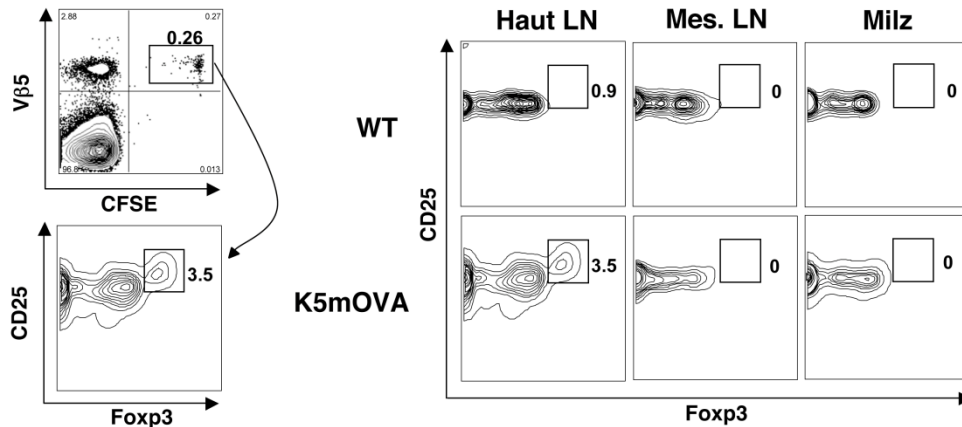 2.88 0.27
0.26
Vβ5
96.8 0.013
CFSE
CD25
3.5
Foxp3
Haut LN Mes. LN Milz
WT
0.9 0 0
CD25
K5mOVA
3.5 0 0
Foxp3